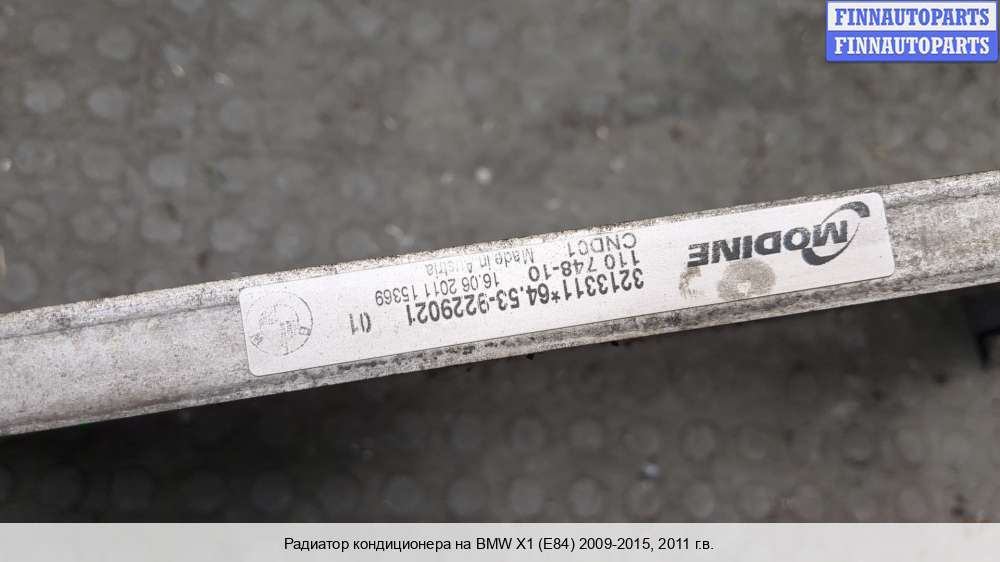 FINNAUTOPARTS
FINNAUTOPARTS
MODINE
CND01
110 748-10
3213311*64.53-9229021
Made in Austria
16.06 2011 15369
01
Радиатор кондиционера на BMW X1 (E84) 2009-2015, 2011 г.в.